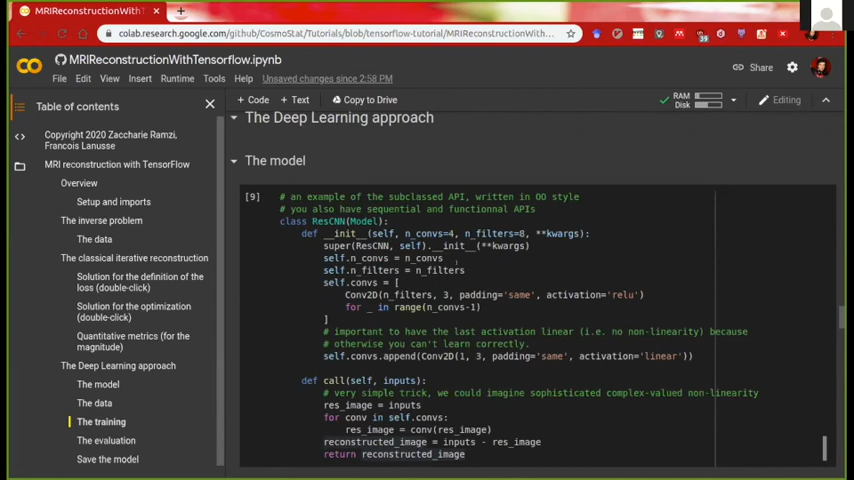 MRIReconstructionWithT
colab.research.google.com/github/CosmoStat/Tutorials/blob/tensorflow-tutorial/MRIReconstructionWithT...
39
MRIReconstructionWithTensorflow.ipynb
File Edit View Insert Runtime Tools Help Unsaved changes since 2:58 PM
Share
+ Code + Text Copy to Drive
RAM
Disk
Editing
Table of contents
Copyright 2020 Zaccharie Ramzi,
Francois Lanusse
MRI reconstruction with TensorFlow
Overview
Setup and imports
The inverse problem
The data
The classical iterative reconstruction
Solution for the definition of the
loss (double-click)
Solution for the optimization
(double-click)
Quantitative metrics (for the
magnitude)
The Deep Learning approach
The model
The data
The training
The evaluation
Save the model
The Deep Learning approach
The model
[9] # an example of the subclassed API, written in OO style
# you also have sequential and functionnal APIs
class ResCNN(Model):
def __init__(self, n_convs=4, n_filters=8, **kwargs):
super(ResCNN, self).__init__(**kwargs)
self.n_convs = n_convs
self.n_filters = n_filters
self.convs = [
Conv2D(n_filters, 3, padding='same', activation='relu')
for _ in range(n_convs-1)
]
# important to have the last activation linear (i.e. no non-linearity) because
# otherwise you can't learn correctly.
self.convs.append(Conv2D(1, 3, padding='same', activation='linear'))
def call(self, inputs):
# very simple trick, we could imagine sophisticated complex-valued non-linearity
res_image = inputs
for conv in self.convs:
res_image = conv(res_image)
reconstructed_image = inputs - res_image
return reconstructed_image